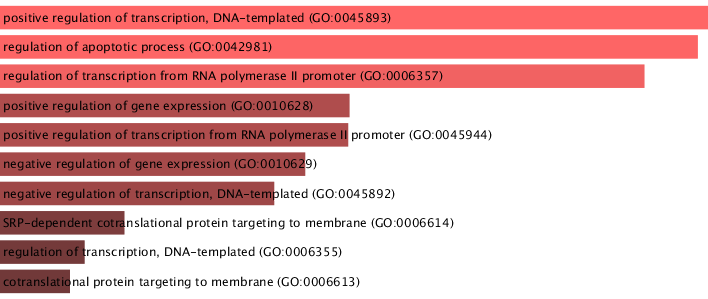 positive regulation of transcription, DNA-templated (GO:0045893)
regulation of apoptotic process (GO:0042981)
regulation of transcription from RNA polymerase II promoter (GO:0006357)
positive regulation of gene expression (GO:0010628)
positive regulation of transcription from RNA polymerase II promoter (GO:0045944)
negative regulation of gene expression (GO:0010629)
negative regulation of transcription, DNA-templated (GO:0045892)
SRP-dependent cotranslational protein targeting to membrane (GO:0006614)
regulation of transcription, DNA-templated (GO:0006355)
cotranslational protein targeting to membrane (GO:0006613)